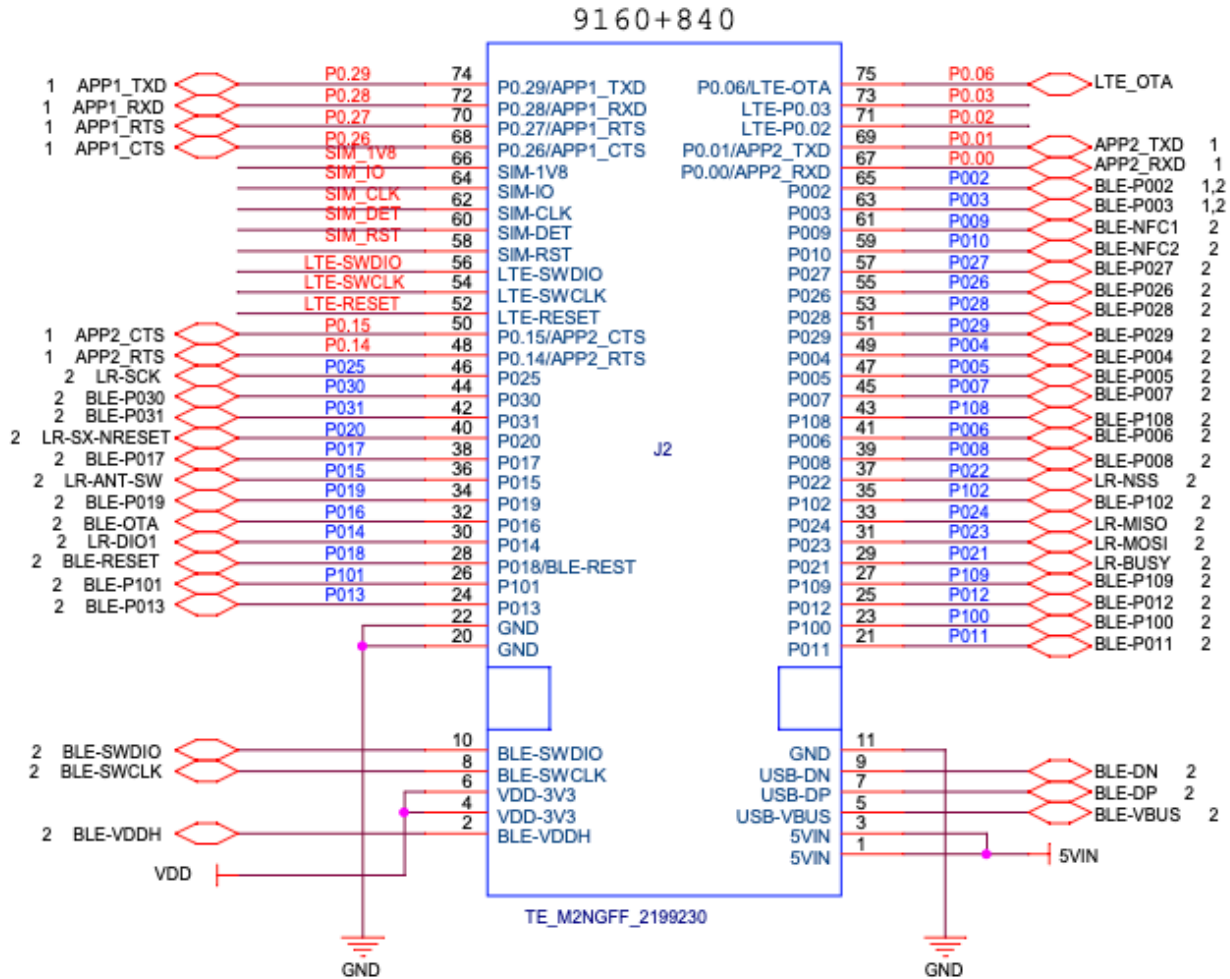 9160+840
1 APP1_TXD P0.29 74 P0.29/APP1_TXD P0.06/LTE-OTA 75 P0.06 LTE_OTA
1 APP1_RXD P0.28 72 P0.28/APP1_RXD LTE-P0.03 73 P0.03
1 APP1_RTS P0.27 70 P0.27/APP1_RTS LTE-P0.02 71 P0.02
1 APP1_CTS P0.26 68 P0.26/APP1_CTS P0.01/APP2_TXD 69 P0.01 APP2_TXD 1
SIM_1V8 66 SIM-1V8 P0.00/APP2_RXD 67 P0.00 APP2_RXD 1
SIM_IO 64 SIM-IO P002 65 P002 BLE-P002 1,2
SIM_CLK 62 SIM-CLK P003 63 P003 BLE-P003 1,2
SIM_DET 60 SIM-DET P009 61 P009 BLE-NFC1 2
SIM_RST 58 SIM-RST P010 59 P010 BLE-NFC2 2
LTE-SWDIO 56 LTE-SWDIO P027 57 P027 BLE-P027 2
LTE-SWCLK 54 LTE-SWCLK P026 55 P026 BLE-P026 2
LTE-RESET 52 LTE-RESET P028 53 P028 BLE-P028 2
1 APP2_CTS P0.15 50 P0.15/APP2_CTS P029 51 P029 BLE-P029 2
1 APP2_RTS P0.14 48 P0.14/APP2_RTS P004 49 P004 BLE-P004 2
2 LR-SCK P025 46 P025 P005 47 P005 BLE-P005 2
2 BLE-P030 P030 44 P030 P007 45 P007 BLE-P007 2
2 BLE-P031 P031 42 P031 P108 43 P108 BLE-P108 2
2 LR-SX-NRESET P020 40 P020 P006 41 P006 BLE-P006 2
2 BLE-P017 P017 38 P017 J2 P008 39 P008 BLE-P008 2
2 LR-ANT-SW P015 36 P015 P022 37 P022 LR-NSS 2
2 BLE-P019 P019 34 P019 P102 35 P102 BLE-P102 2
2 BLE-OTA P016 32 P016 P024 33 P024 LR-MISO 2
2 LR-DIO1 P014 30 P014 P023 31 P023 LR-MOSI 2
2 BLE-RESET P018 28 P018/BLE-REST P021 29 P021 LR-BUSY 2
2 BLE-P101 P101 26 P101 P109 27 P109 BLE-P109 2
2 BLE-P013 P013 24 P013 P012 25 P012 BLE-P012 2
22 GND P100 23 P100 BLE-P100 2
20 GND P011 21 P011 BLE-P011 2
2 BLE-SWDIO 10 BLE-SWDIO GND 11
2 BLE-SWCLK 8 BLE-SWCLK USB-DN 9 BLE-DN 2
6 VDD-3V3 USB-DP 7 BLE-DP 2
4 VDD-3V3 USB-VBUS 5 BLE-VBUS 2
2 BLE-VDDH 2 BLE-VDDH 5VIN 3
VDD 5VIN 1 5VIN
TE_M2NGFF_2199230
GND GND